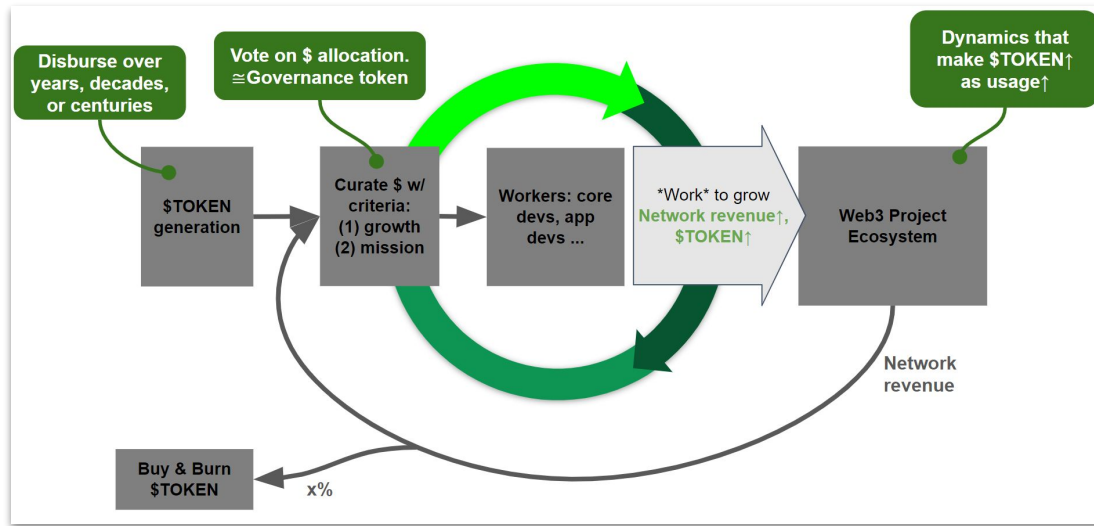 Disburse over
years, decades,
or centuries
Vote on $ allocation.
≅Governance token
Dynamics that
make $TOKEN↑
as usage↑
$TOKEN
generation
Curate $ w/
criteria:
(1) growth
(2) mission
Workers: core
devs, app
devs ...
*Work* to grow
Network revenue↑,
$TOKEN↑
Web3 Project
Ecosystem
Network
revenue
Buy & Burn
$TOKEN
x%